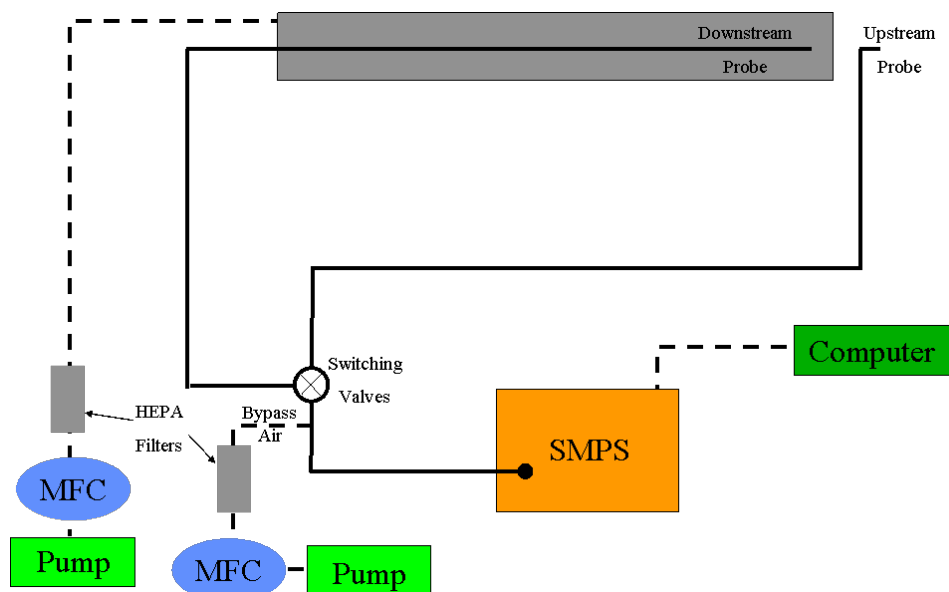 Downstream
Probe
Upstream
Probe
Switching
Valves
Computer
HEPA
Filters
Bypass
Air
SMPS
MFC
Pump
MFC
Pump